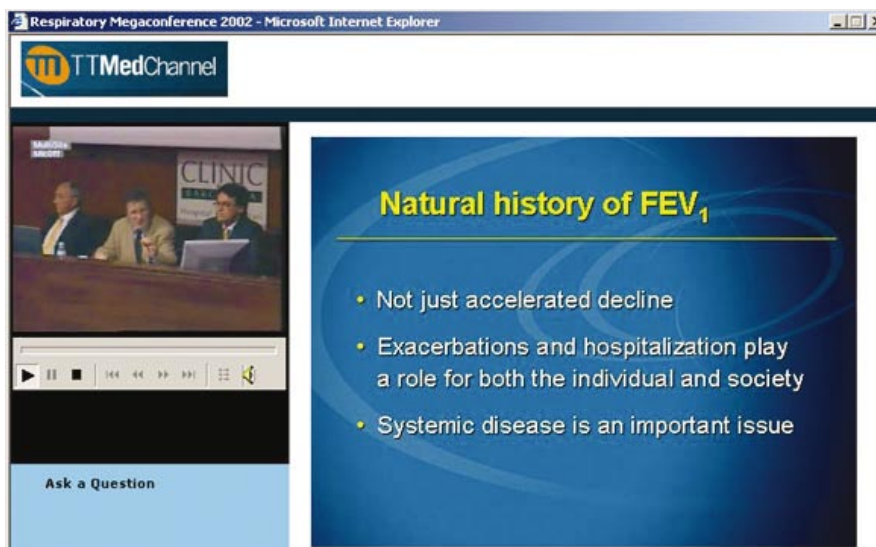 Respiratory Megaconference 2002 - Microsoft Internet Explorer
TTMedChannel
CLINIC
Natural history of FEV₁
• Not just accelerated decline
• Exacerbations and hospitalization play
a role for both the individual and society
• Systemic disease is an important issue
Ask a Question